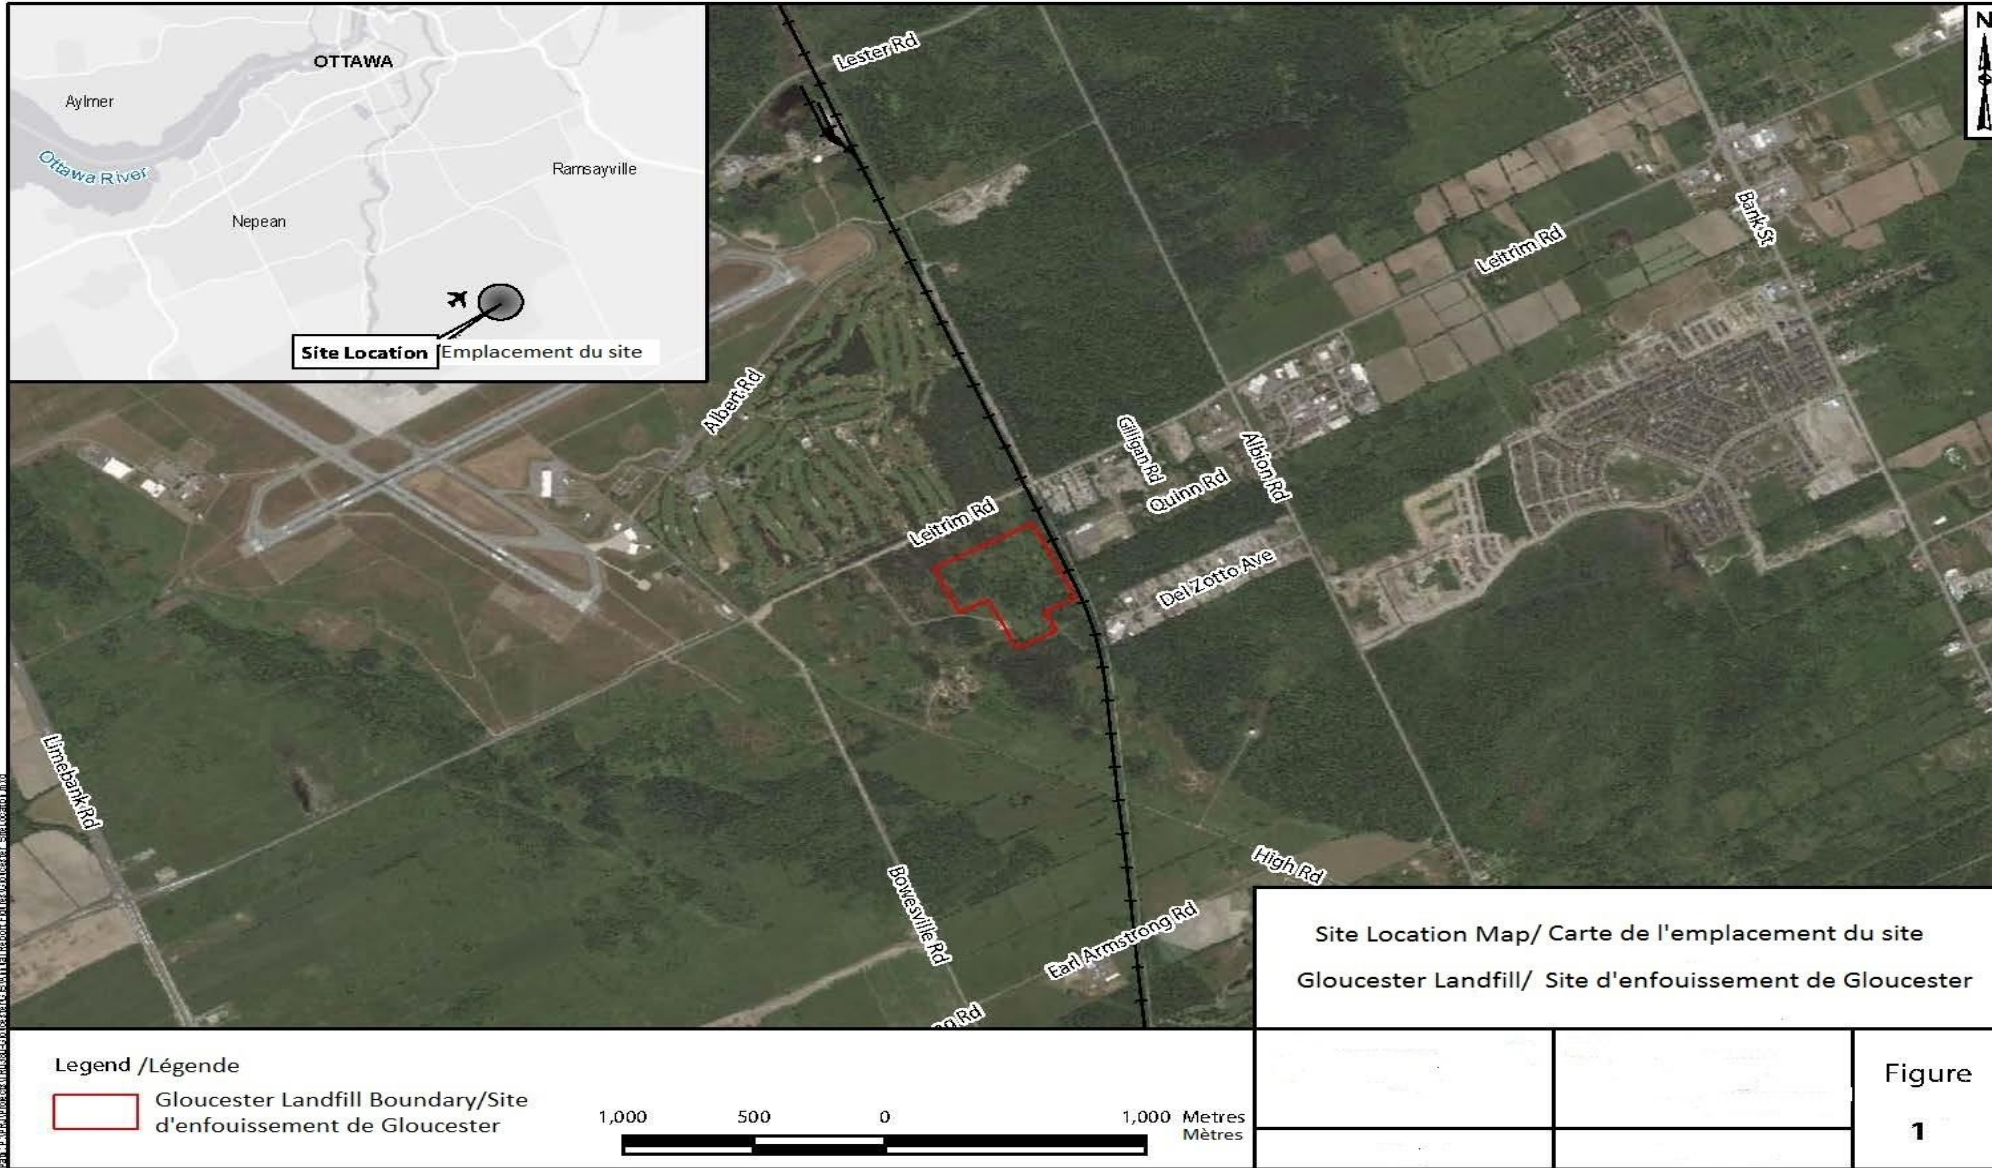 OTTAWA
Aylmer
Ottawa River
Ramsayville
Nepean
Site Location Emplacement du site
N
Lester Rd
Bank St
Leitrim Rd
Albert Rd
Gilligan Rd
Albion Rd
Quinn Rd
Leitrim Rd
Del Zotto Ave
Limebank Rd
Bowesville Rd
High Rd
Earl Armstrong Rd
Rd
Site Location Map/ Carte de l'emplacement du site
Gloucester Landfill/ Site d'enfouissement de Gloucester
Legend /Légende
Gloucester Landfill Boundary/Site
d'enfouissement de Gloucester
1,000 500 0 1,000 Metres
Mètres
Figure
1